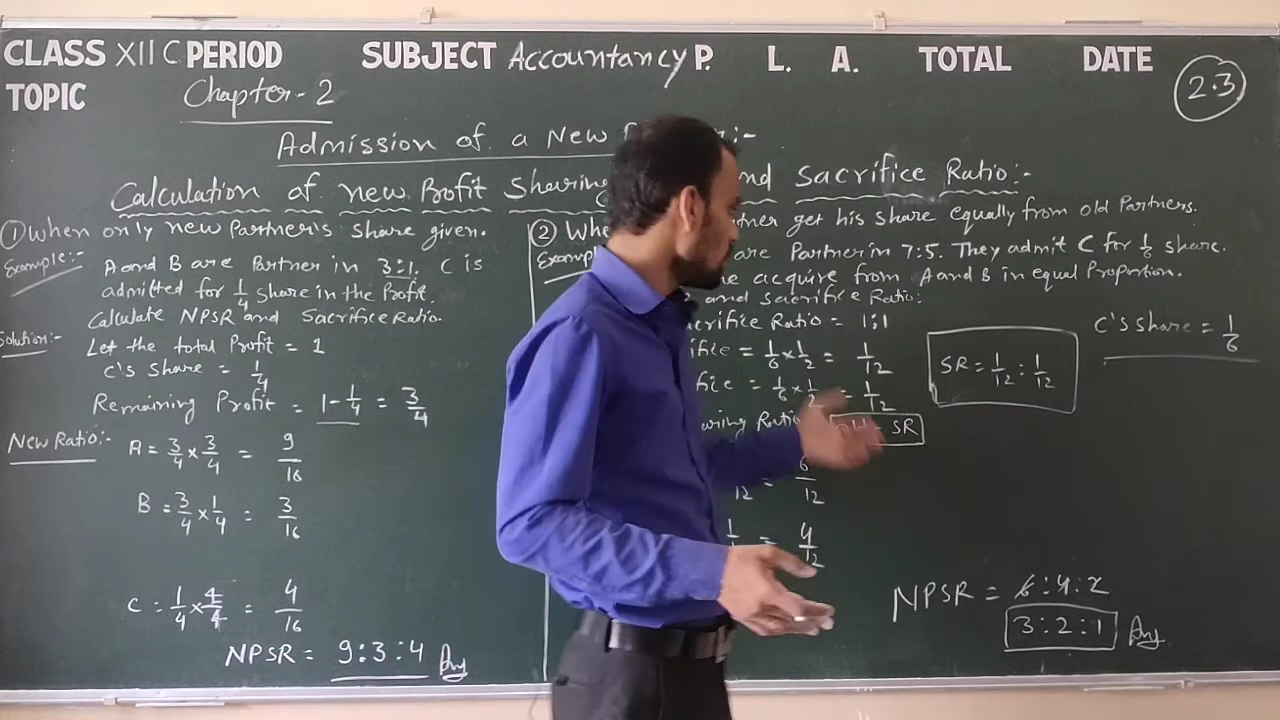 CLASS XII C PERIOD SUBJECT Accountancy P. L. A. TOTAL DATE
TOPIC Chapter-2
2.3
Admission of a New :-
Calculation of new Profit Sharing nd Sacrifice Ratio:-
① When only new Partner's share given.
Example:-
A and B are Partner in 3:1. C is
admitted for 1/4 share in the Profit.
Calculate NPSR and Sacrifice Ratio.
Solution:-
Let the total Profit = 1
C's share = 1/4
Remaining Profit = 1-1/4 = 3/4
New Ratio:-
A = 3/4 × 3/4 = 9/16
B = 3/4 × 1/4 = 3/16
C = 1/4 × 4/4 = 4/16
NPSR = 9:3:4 Ans
② Whe tner get his share equally from old Partners.
Examp are Partner in 7:5. They admit C for 1/6 share.
e acquire from A and B in equal Proportion.
and Sacrifice Ratio.
crifice Ratio = 1:1
ifice = 1/6 × 1/2 = 1/12
fice = 1/6 × 1/2 = 1/12
SR = 1/12 : 1/12
C's share = 1/6
aring Ratio SR
12 = 6/12
= 4/12
NPSR = 6:4:2
3:2:1 Ans